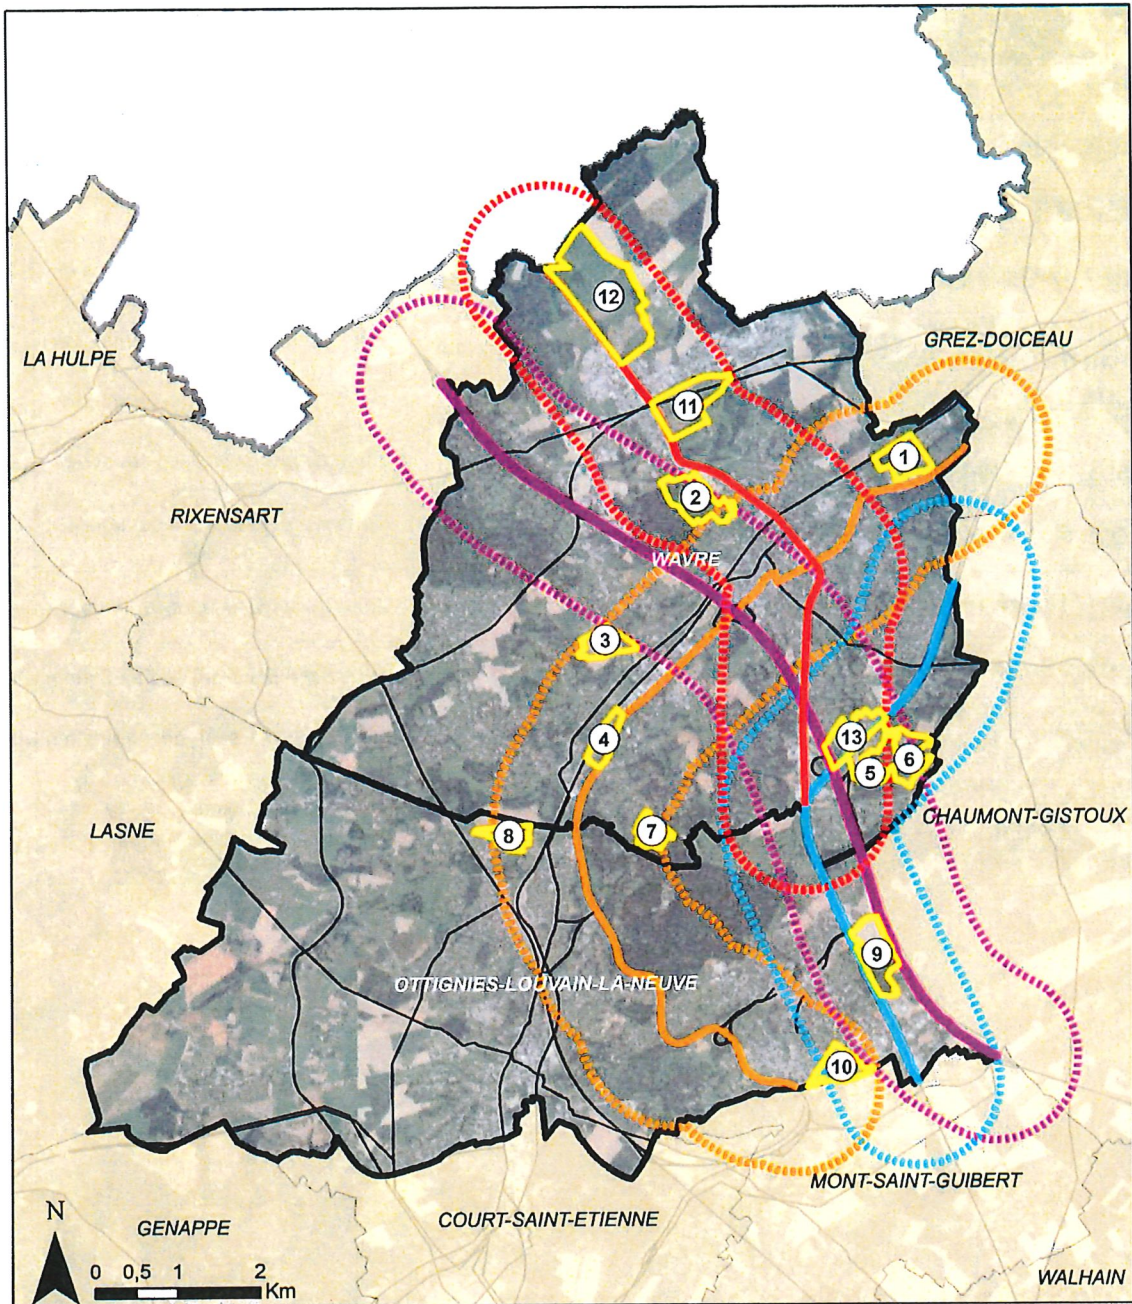 12
LA HULPE
GREZ-DOICEAU
11
1
2
RIXENSART
WAVRE
3
4
13
6
5
CHAUMONT-GISTOUX
LASNE
8
7
9
OTTIGNIES-LOUVAIN-LA-NEUVE
10
MONT-SAINT-GUIBERT
N
GENAPPE
COURT-SAINT-ETIENNE
0 0,5 1 2
Km
WALHAIN